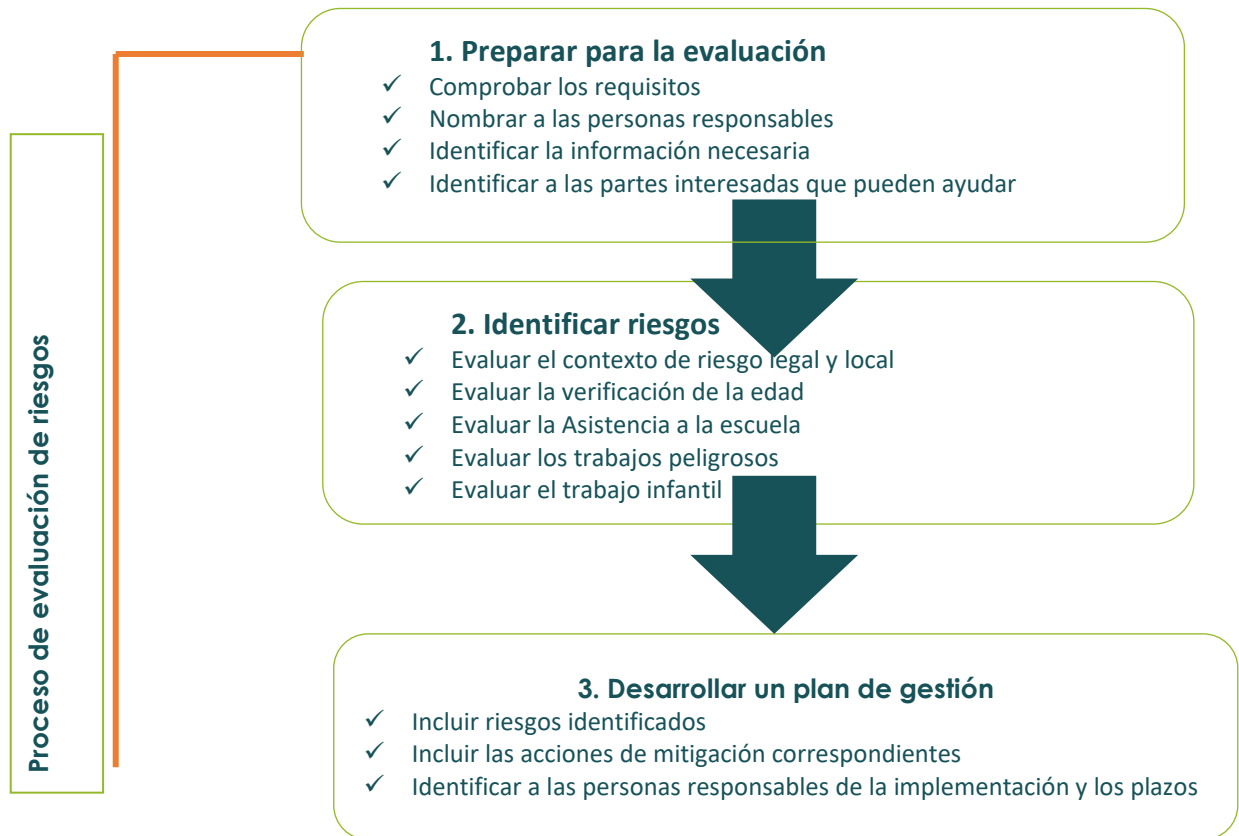 Proceso de evaluación de riesgos
1. Preparar para la evaluación
✓ Comprobar los requisitos
✓ Nombrar a las personas responsables
✓ Identificar la información necesaria
✓ Identificar a las partes interesadas que pueden ayudar
2. Identificar riesgos
✓ Evaluar el contexto de riesgo legal y local
✓ Evaluar la verificación de la edad
✓ Evaluar la Asistencia a la escuela
✓ Evaluar los trabajos peligrosos
✓ Evaluar el trabajo infantil
3. Desarrollar un plan de gestión
✓ Incluir riesgos identificados
✓ Incluir las acciones de mitigación correspondientes
✓ Identificar a las personas responsables de la implementación y los plazos